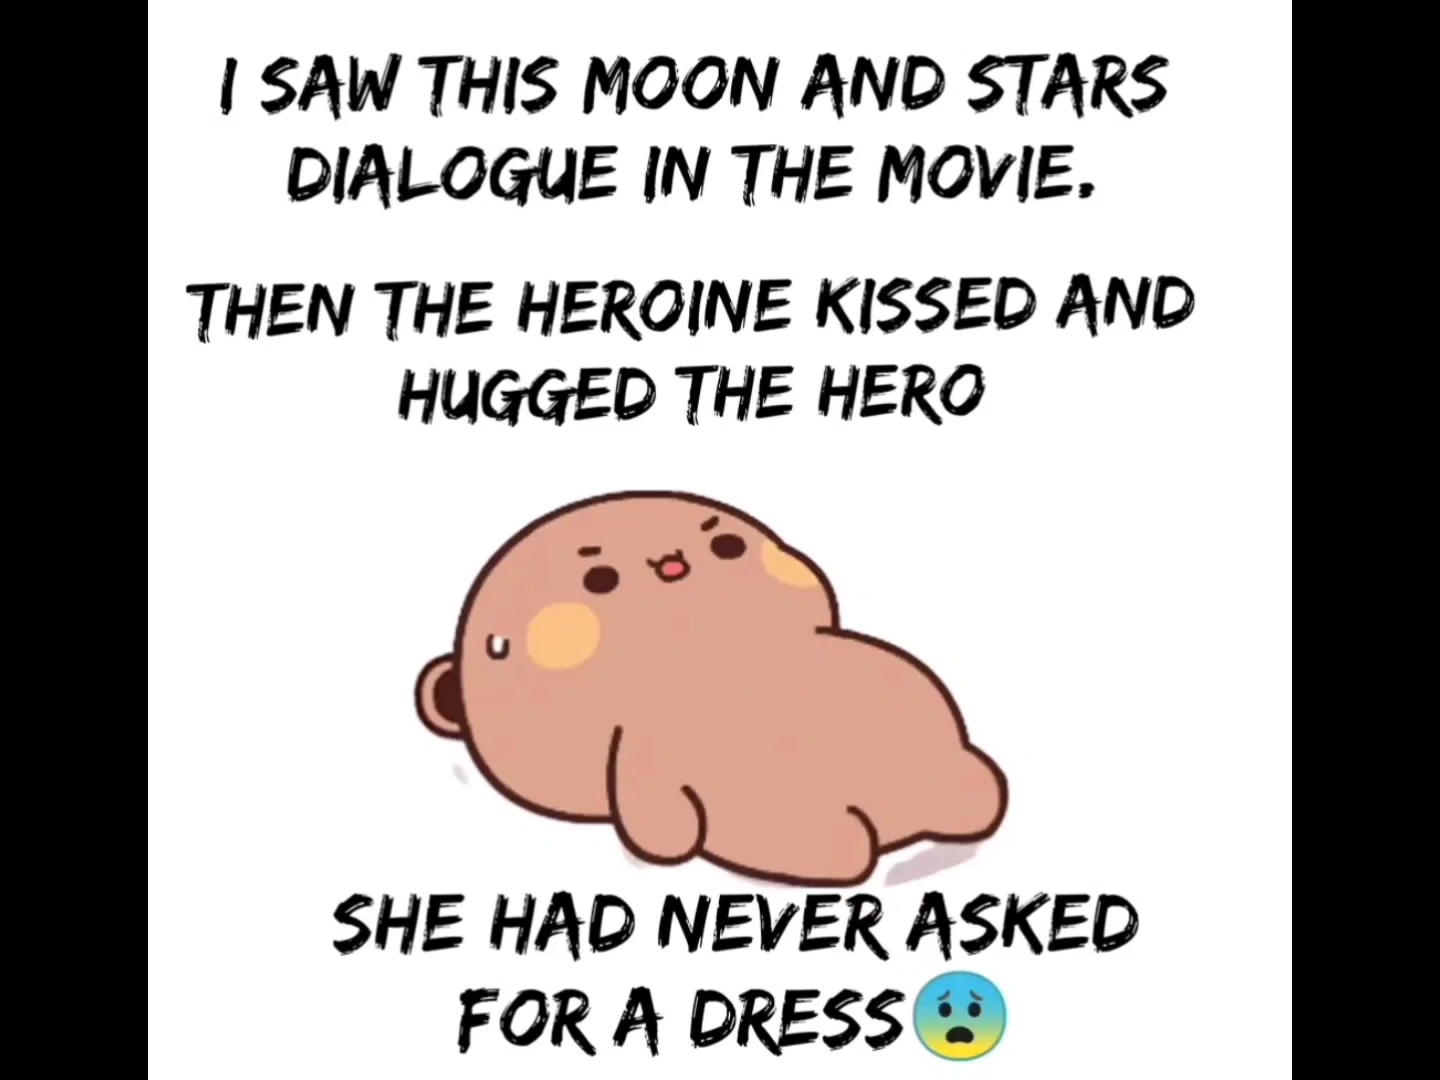 I SAW THIS MOON AND STARS
DIALOGUE IN THE MOVIE.
THEN THE HEROINE KISSED AND
HUGGED THE HERO
SHE HAD NEVER ASKED
FOR A DRESS😰